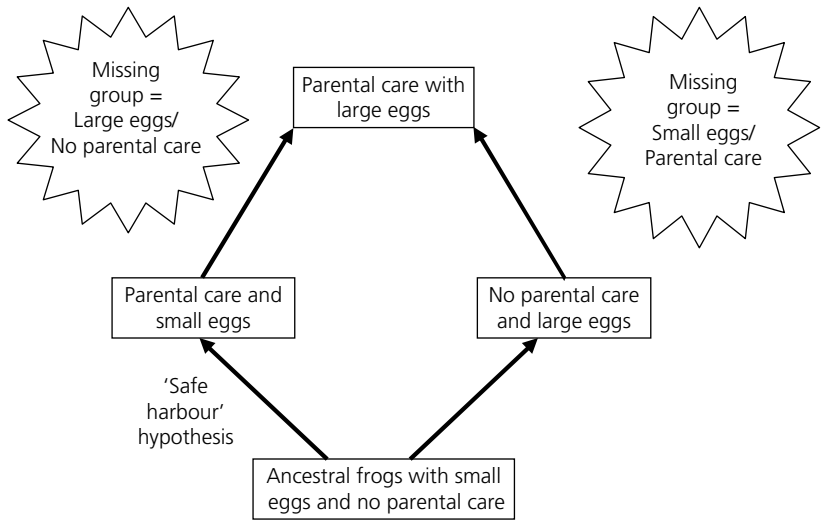 Missing
group =
Large eggs/
No parental care
Parental care with
large eggs
Missing
group =
Small eggs/
Parental care
Parental care and
small eggs
No parental care
and large eggs
‘Safe
harbour’
hypothesis
Ancestral frogs with small
eggs and no parental care